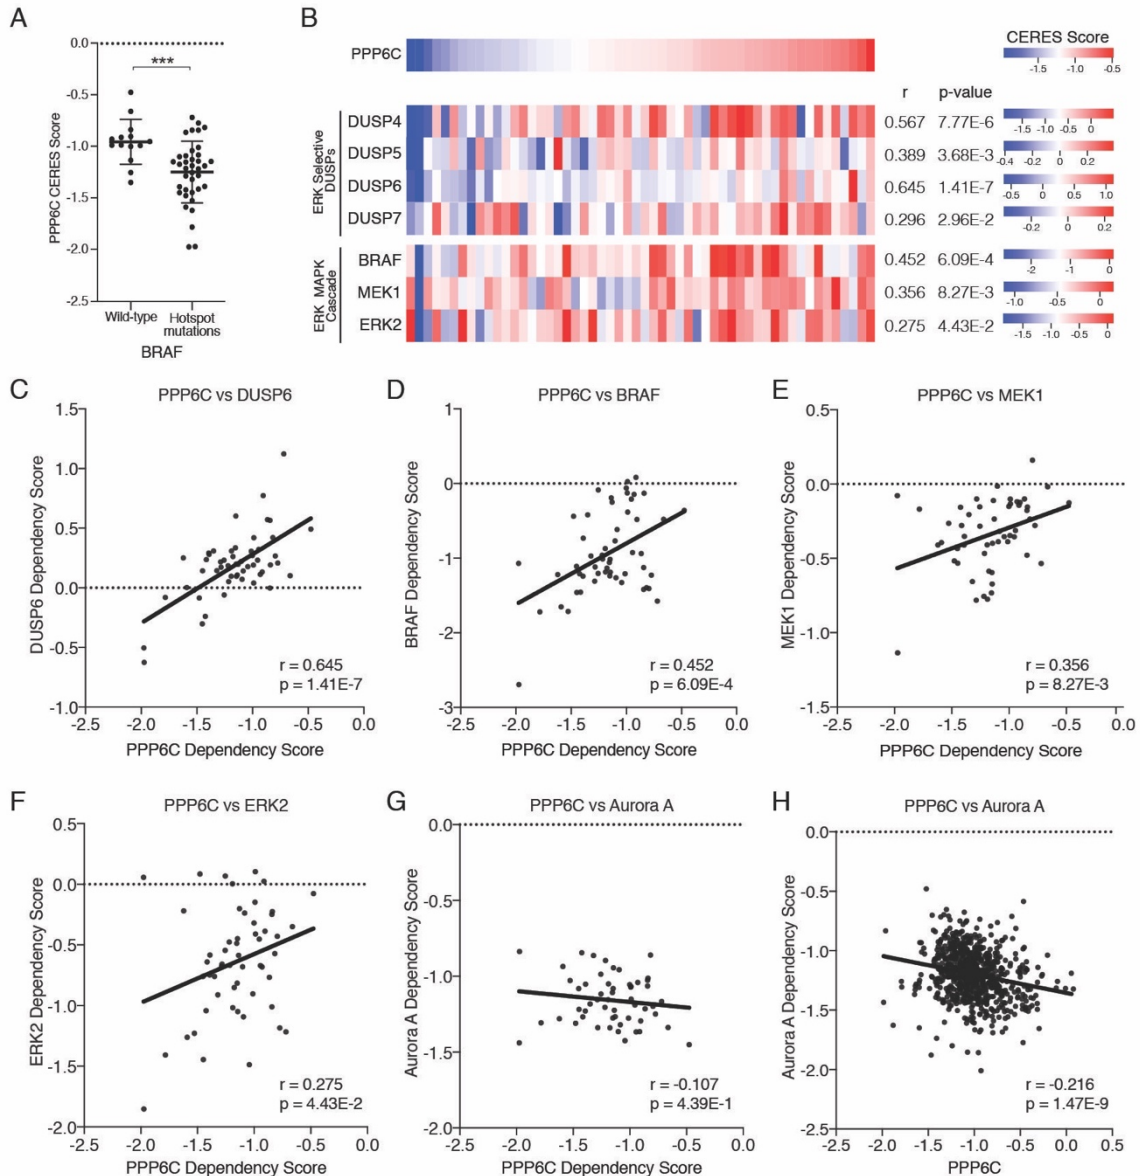 A
0.0
-0.5
-1.0
-1.5
-2.0
-2.5
PPP6C CERES Score
***
Wild-type
Hotspot
mutations
BRAF
B
PPP6C
CERES Score
-1.5 -1.0 -0.5
r p-value
ERK Selective
DUSPs
DUSP4 0.567 7.77E-6 -1.5 -1.0 -0.5 0
DUSP5 0.389 3.68E-3 -0.4 -0.2 0 0.2
DUSP6 0.645 1.41E-7 -0.5 0 0.5 1.0
DUSP7 0.296 2.96E-2 -0.2 0 0.2
ERK MAPK
Cascade
BRAF 0.452 6.09E-4 -2 -1 0
MEK1 0.356 8.27E-3 -1.0 -0.5 0
ERK2 0.275 4.43E-2 -1.5 -1.0 -0.5 0
C
PPP6C vs DUSP6
DUSP6 Dependency Score
1.5
1.0
0.5
0.0
-0.5
-1.0
r = 0.645
p = 1.41E-7
-2.5 -2.0 -1.5 -1.0 -0.5 0.0
PPP6C Dependency Score
D
PPP6C vs BRAF
BRAF Dependency Score
1
0
-1
-2
-3
r = 0.452
p = 6.09E-4
-2.5 -2.0 -1.5 -1.0 -0.5 0.0
PPP6C Dependency Score
E
PPP6C vs MEK1
MEK1 Dependency Score
0.5
0.0
-0.5
-1.0
-1.5
r = 0.356
p = 8.27E-3
-2.5 -2.0 -1.5 -1.0 -0.5 0.0
PPP6C Dependency Score
F
PPP6C vs ERK2
ERK2 Dependency Score
0.5
0.0
-0.5
-1.0
-1.5
-2.0
r = 0.275
p = 4.43E-2
-2.5 -2.0 -1.5 -1.0 -0.5 0.0
PPP6C Dependency Score
G
PPP6C vs Aurora A
Aurora A Dependency Score
0.0
-0.5
-1.0
-1.5
-2.0
r = -0.107
p = 4.39E-1
-2.5 -2.0 -1.5 -1.0 -0.5 0.0
PPP6C Dependency Score
H
PPP6C vs Aurora A
Aurora A Dependency Score
0.0
-0.5
-1.0
-1.5
-2.0
-2.5
r = -0.216
p = 1.47E-9
-2.0 -1.5 -1.0 -0.5 0.0 0.5
PPP6C